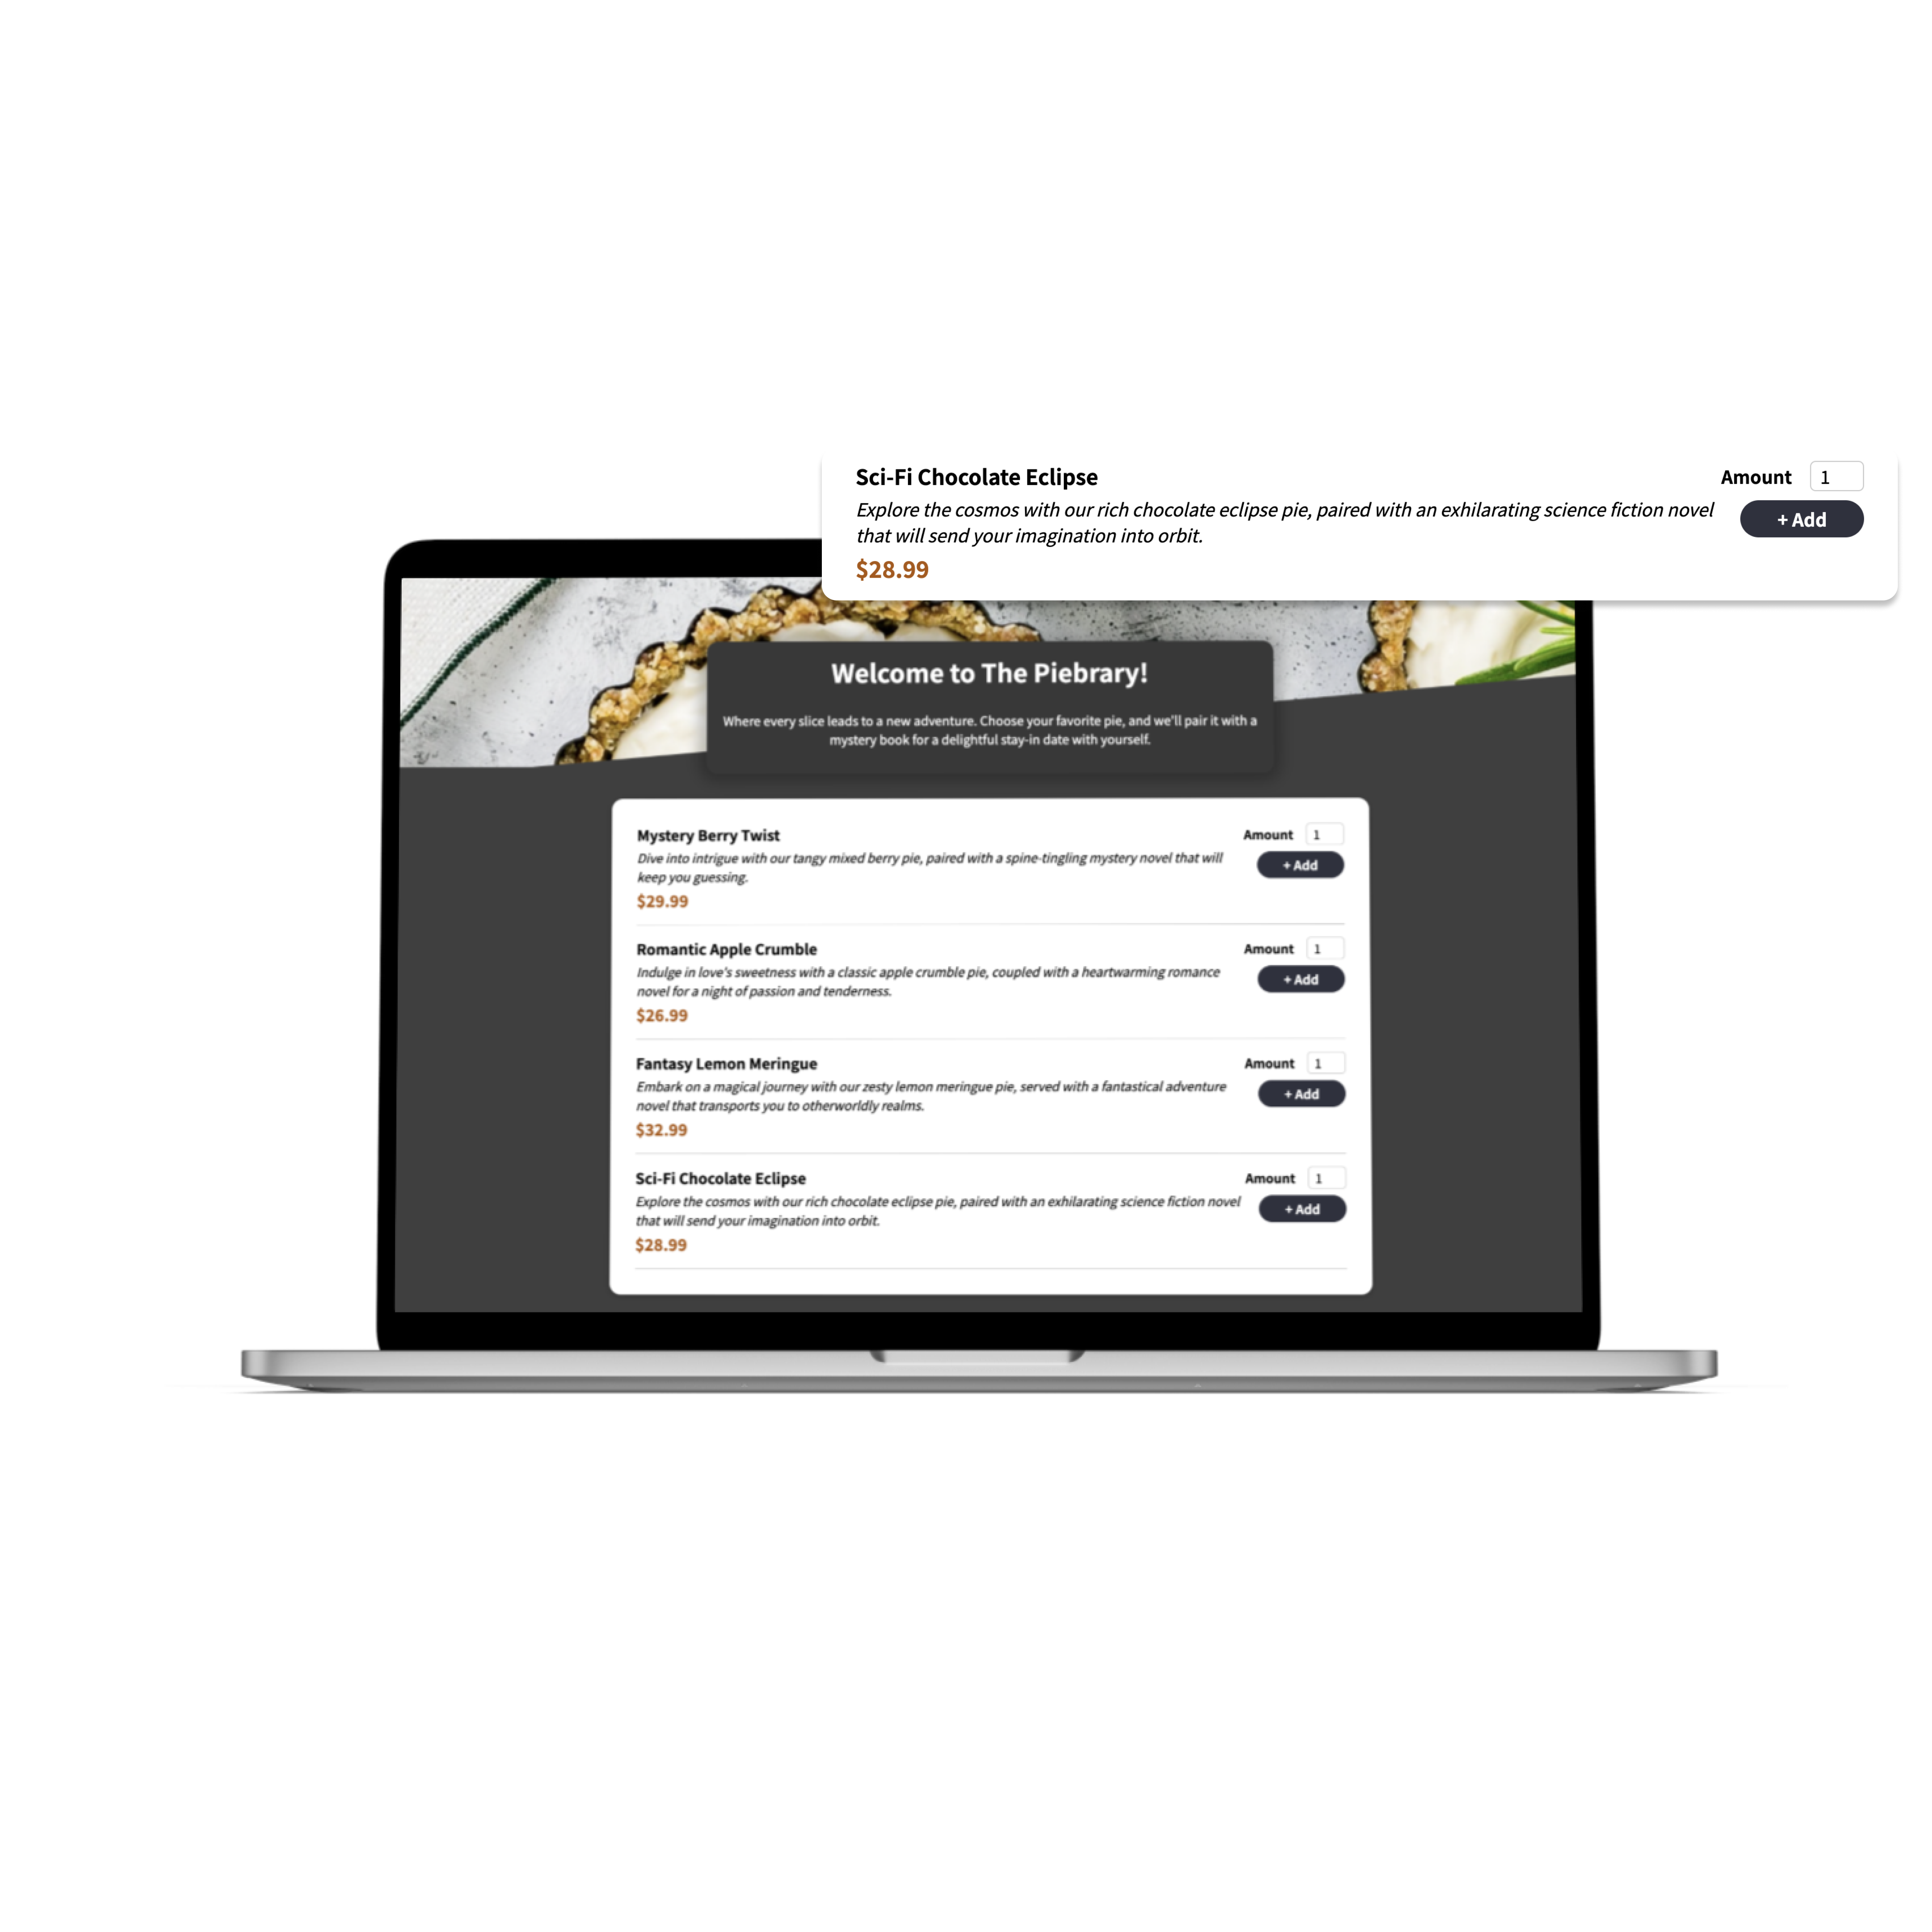 Sci-Fi Chocolate Eclipse
Amount 1
Explore the cosmos with our rich chocolate eclipse pie, paired with an exhilarating science fiction novel
that will send your imagination into orbit.
+ Add
$28.99
Welcome to The Piebrary!
Where every slice leads to a new adventure. Choose your favorite pie, and we'll pair it with a
mystery book for a delightful stay-in date with yourself.
Mystery Berry Twist
Amount 1
Dive into intrigue with our tangy mixed berry pie, paired with a spine-tingling mystery novel that will
keep you guessing.
+ Add
$29.99
Romantic Apple Crumble
Amount 1
Indulge in love's sweetness with a classic apple crumble pie, coupled with a heartwarming romance
novel for a night of passion and tenderness.
+ Add
$26.99
Fantasy Lemon Meringue
Amount 1
Embark on a magical journey with our zesty lemon meringue pie, served with a fantastical adventure
novel that transports you to otherworldly realms.
+ Add
$32.99
Sci-Fi Chocolate Eclipse
Amount 1
Explore the cosmos with our rich chocolate eclipse pie, paired with an exhilarating science fiction novel
that will send your imagination into orbit.
+ Add
$28.99